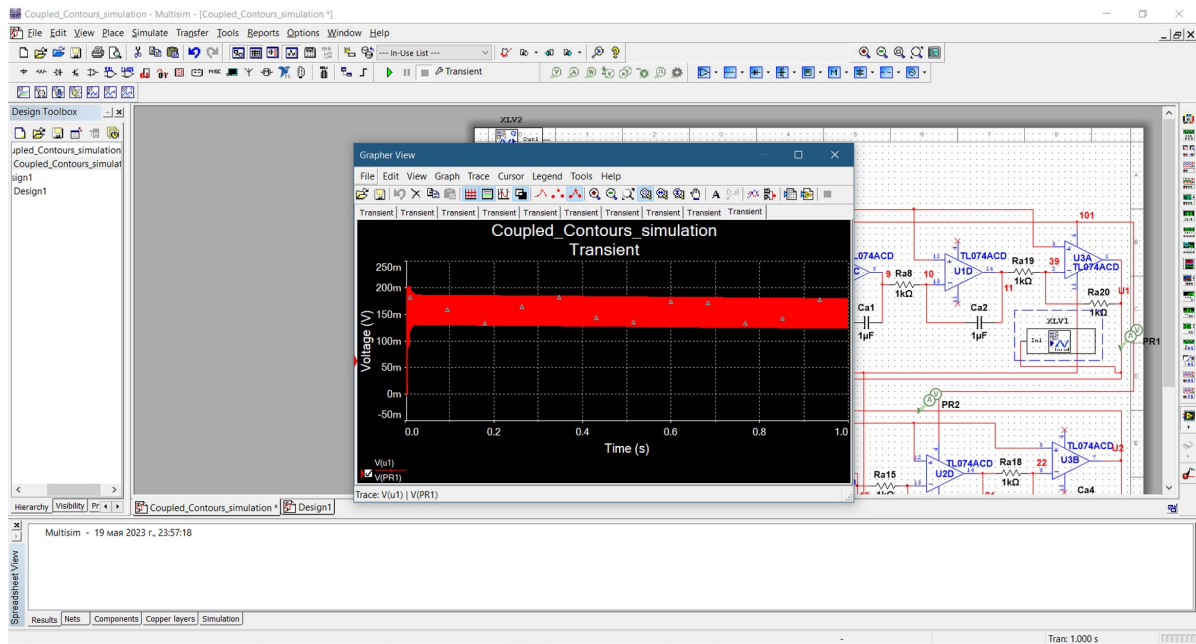 Coupled_Contours_simulation - Multisim - [Coupled_Contours_simulation *]
File Edit View Place Simulate Transfer Tools Reports Options Window Help
--- In-Use List ---
Transient
Design Toolbox
upled_Contours_simulation
Coupled_Contours_simulat
sign1
Design1
Hierarchy Visibility Pr
XLV2
Out1
Grapher View
File Edit View Graph Trace Cursor Legend Tools Help
Transient Transient Transient Transient Transient Transient Transient Transient Transient Transient
Coupled_Contours_simulation
Transient
Voltage (V)
250m
200m
150m
100m
50m
0m
-50m
0.0 0.2 0.4 0.6 0.8 1.0
Time (s)
V(u1)
V(PR1)
Trace: V(u1) | V(PR1)
101
L074ACD
TL074ACD
U3A
TL074ACD
9 Ra8 10
1kΩ
U1D
Ra19
1kΩ
39
11
Ra20
1kΩ
U1
Ca1
1µF
Ca2
1µF
XLV1
In1
PR1
PR2
TL074ACD
U3B
U2
TL074ACD
U2D
Ra15
Ra18
1kΩ
22
Ca4
Coupled_Contours_simulation * Design1
Multisim - 19 мая 2023 г., 23:57:18
Spreadsheet View
Results Nets Components Copper layers Simulation
- Tran: 1.000 s